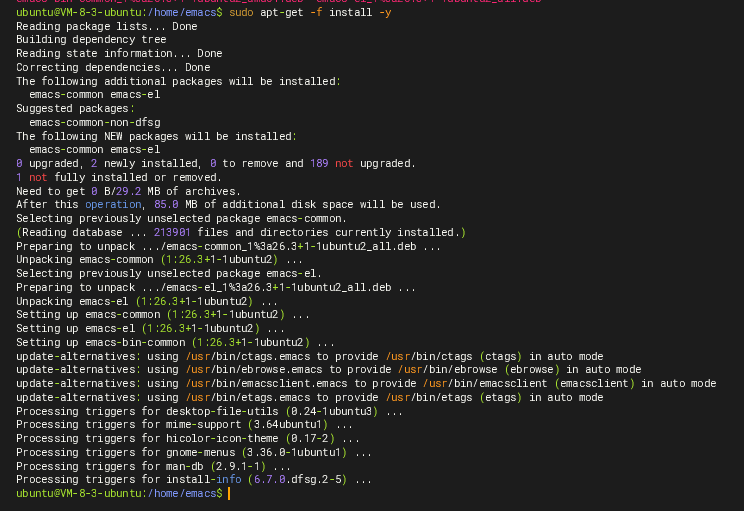 ubuntu@VM-8-3-ubuntu:/home/emacs$ sudo apt-get -f install -y
Reading package lists... Done
Building dependency tree
Reading state information... Done
Correcting dependencies... Done
The following additional packages will be installed:
  emacs-common emacs-el
Suggested packages:
  emacs-common-non-dfsg
The following NEW packages will be installed:
  emacs-common emacs-el
0 upgraded, 2 newly installed, 0 to remove and 189 not upgraded.
1 not fully installed or removed.
Need to get 0 B/29.2 MB of archives.
After this operation, 85.0 MB of additional disk space will be used.
Selecting previously unselected package emacs-common.
(Reading database ... 213901 files and directories currently installed.)
Preparing to unpack .../emacs-common_1%3a26.3+1-1ubuntu2_all.deb ...
Unpacking emacs-common (1:26.3+1-1ubuntu2) ...
Selecting previously unselected package emacs-el.
Preparing to unpack .../emacs-el_1%3a26.3+1-1ubuntu2_all.deb ...
Unpacking emacs-el (1:26.3+1-1ubuntu2) ...
Setting up emacs-common (1:26.3+1-1ubuntu2) ...
Setting up emacs-el (1:26.3+1-1ubuntu2) ...
Setting up emacs-bin-common (1:26.3+1-1ubuntu2) ...
update-alternatives: using /usr/bin/ctags.emacs to provide /usr/bin/ctags (ctags) in auto mode
update-alternatives: using /usr/bin/ebrowse.emacs to provide /usr/bin/ebrowse (ebrowse) in auto mode
update-alternatives: using /usr/bin/emacsclient.emacs to provide /usr/bin/emacsclient (emacsclient) in auto mode
update-alternatives: using /usr/bin/etags.emacs to provide /usr/bin/etags (etags) in auto mode
Processing triggers for desktop-file-utils (0.24-1ubuntu3) ...
Processing triggers for mime-support (3.64ubuntu1) ...
Processing triggers for hicolor-icon-theme (0.17-2) ...
Processing triggers for gnome-menus (3.36.0-1ubuntu1) ...
Processing triggers for man-db (2.9.1-1) ...
Processing triggers for install-info (6.7.0.dfsg.2-5) ...
ubuntu@VM-8-3-ubuntu:/home/emacs$